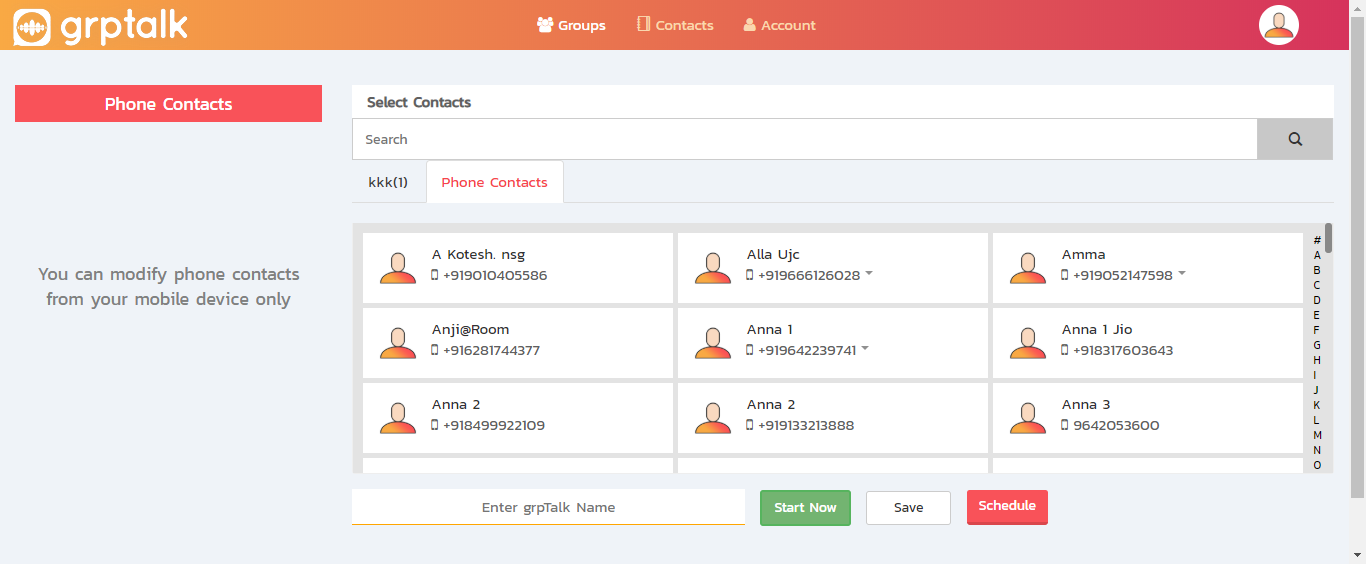 grptalk
Groups
Contacts
Account
Phone Contacts
You can modify phone contacts
from your mobile device only
Select Contacts
Search
kkk(1)
Phone Contacts
A Kotesh. nsg
+919010405586
Alla Ujc
+919666126028
Amma
+919052147598
Anji@Room
+916281744377
Anna 1
+919642239741
Anna 1 Jio
+918317603643
Anna 2
+918499922109
Anna 2
+919133213888
Anna 3
9642053600
#
A
B
C
D
E
F
G
H
I
J
K
L
M
N
O
Enter grpTalk Name
Start Now
Save
Schedule